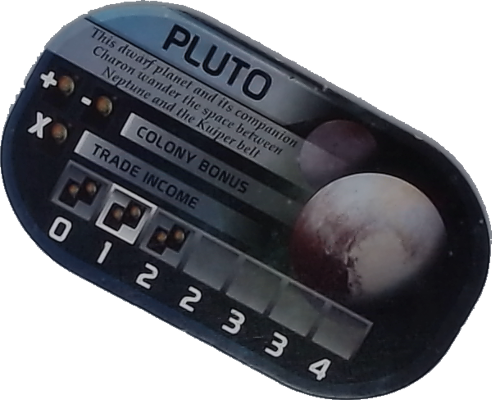 PLUTO
This dwarf planet and its companion
Charon wander the space between
Neptune and the Kuiper belt
+ -
X COLONY BONUS
TRADE INCOME
0 1 2 2 3 3 4